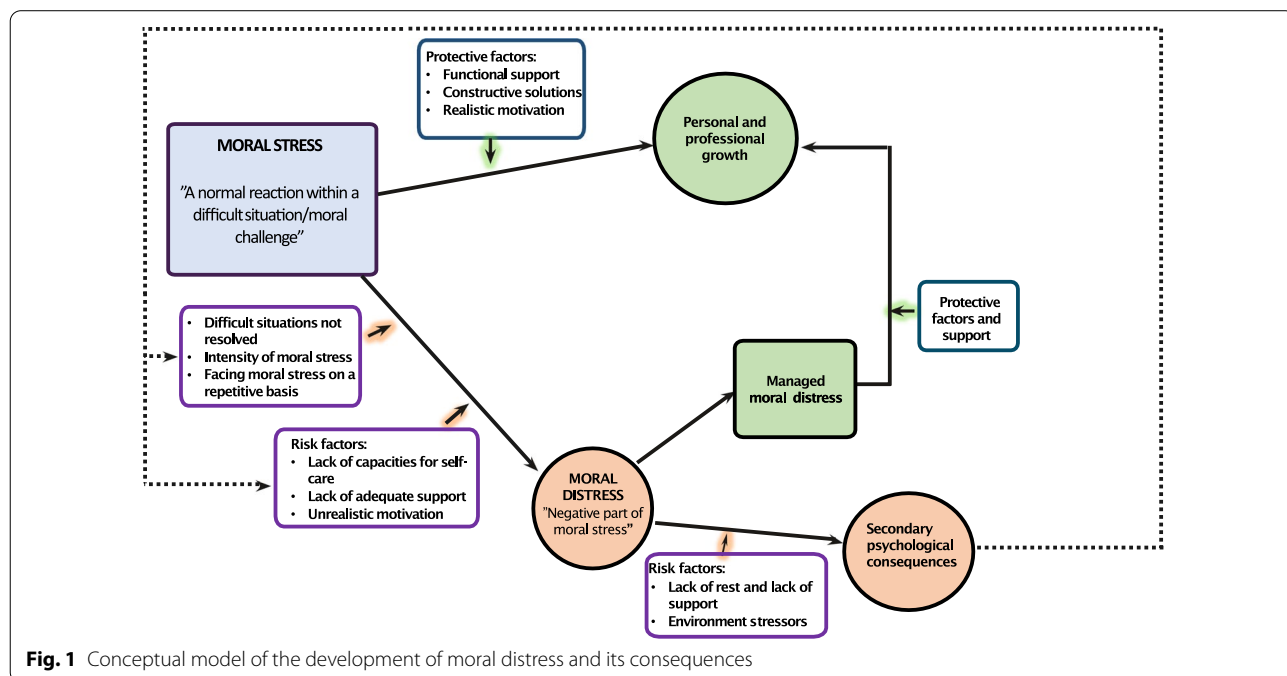 Protective factors:
• Functional support
• Constructive solutions
• Realistic motivation
MORAL STRESS
”A normal reaction within a
difficult situation/moral
challenge”
Personal and
professional
growth
• Difficult situations not
resolved
• Intensity of moral stress
• Facing moral stress on a
repetitive basis
Protective
factors and
support
Managed
moral distress
Risk factors:
• Lack of capacities for self-
care
• Lack of adequate support
• Unrealistic motivation
MORAL
DISTRESS
”Negative part of
moral stress”
Secondary
psychological
consequences
Risk factors:
• Lack of rest and lack of
support
• Environment stressors
Fig. 1 Conceptual model of the development of moral distress and its consequences